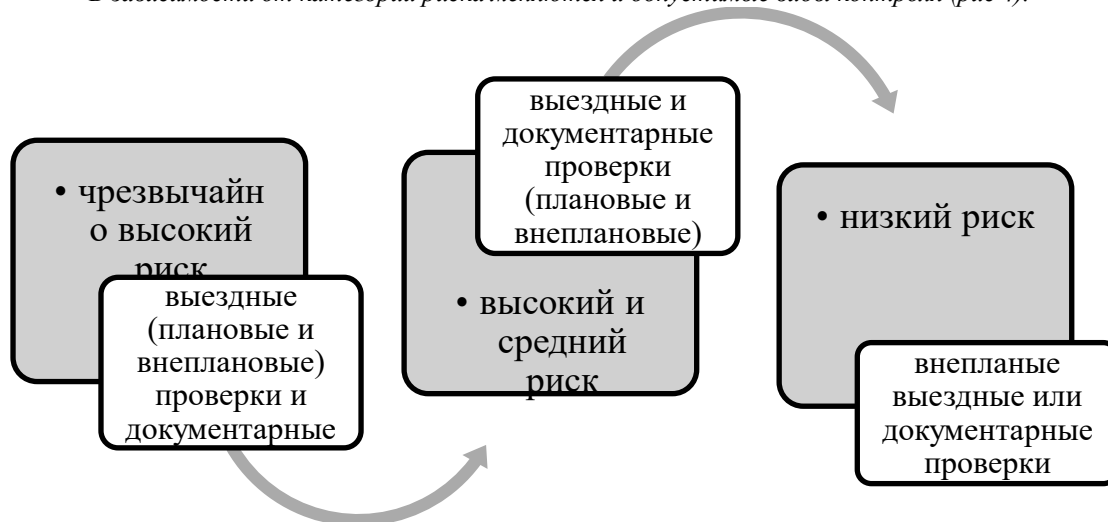 В зависимости от категории риска меняются и допустимые виды контроля (рис 4).
• чрезвычайн
о высокий
риск
выездные
(плановые и
внеплановые)
проверки и
документарные
выездные и
документарные
проверки
(плановые и
внеплановые)
• высокий и
средний
риск
• низкий риск
внепланые
выездные или
документарные
проверки